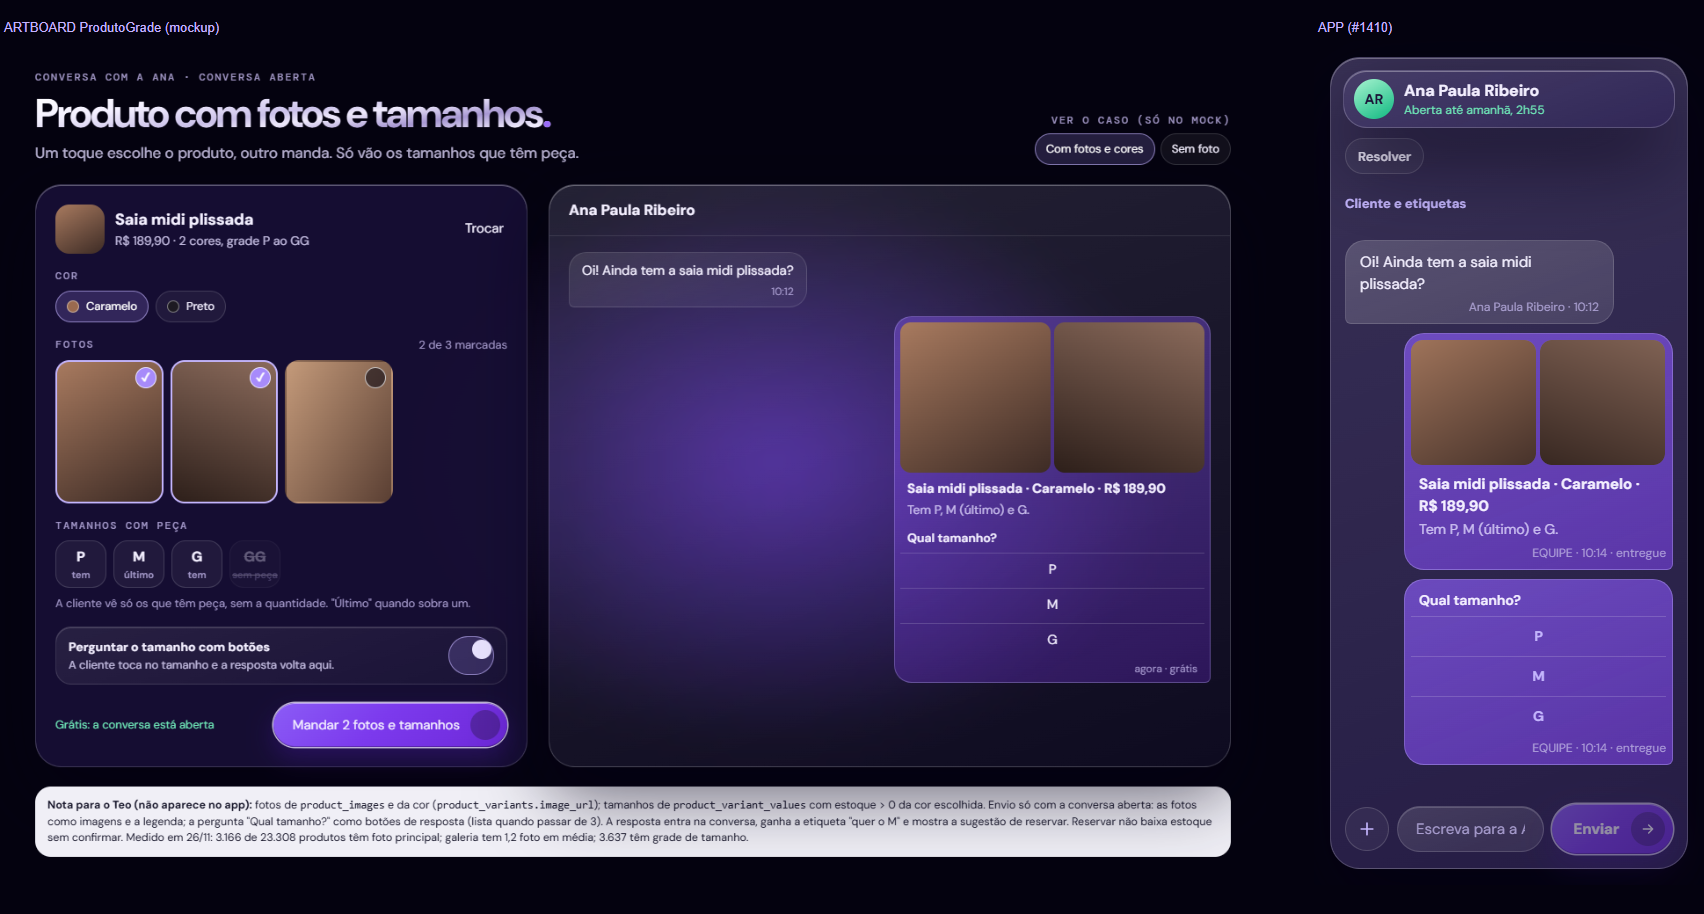 ARTBOARD ProdutoGrade (mockup)
APP (#1410)
CONVERSA COM A ANA · CONVERSA ABERTA
Produto com fotos e tamanhos.
Um toque escolhe o produto, outro manda. Só vão os tamanhos que têm peça.
VER O CASO (SÓ NO MOCK)
Com fotos e cores
Sem foto
Saia midi plissada
R$ 189,90 · 2 cores, grade P ao GG
Trocar
COR
Caramelo
Preto
FOTOS
2 de 3 marcadas
TAMANHOS COM PEÇA
P
tem
M
último
G
tem
GG
sem peça
A cliente vê só os que têm peça, sem a quantidade. "Último" quando sobra um.
Perguntar o tamanho com botões
A cliente toca no tamanho e a resposta volta aqui.
Grátis: a conversa está aberta
Mandar 2 fotos e tamanhos
Ana Paula Ribeiro
Oi! Ainda tem a saia midi plissada?
10:12
Saia midi plissada · Caramelo · R$ 189,90
Tem P, M (último) e G.
Qual tamanho?
P
M
G
agora · grátis
Nota para o Teo (não aparece no app): fotos de product_images e da cor (product_variants.image_url); tamanhos de product_variant_values com estoque > 0 da cor escolhida. Envio só com a conversa aberta: as fotos
como imagens e a legenda; a pergunta "Qual tamanho?" como botões de resposta (lista quando passar de 3). A resposta entra na conversa, ganha a etiqueta "quer o M" e mostra a sugestão de reservar. Reservar não baixa estoque
sem confirmar. Medido em 26/11: 3.166 de 23.308 produtos têm foto principal; galeria tem 1,2 foto em média; 3.637 têm grade de tamanho.
AR
Ana Paula Ribeiro
Aberta até amanhã, 2h55
Resolver
Cliente e etiquetas
Oi! Ainda tem a saia midi
plissada?
Ana Paula Ribeiro · 10:12
Saia midi plissada · Caramelo ·
R$ 189,90
Tem P, M (último) e G.
EQUIPE · 10:14 · entregue
Qual tamanho?
P
M
G
EQUIPE · 10:14 · entregue
+
Escreva para a
Enviar →